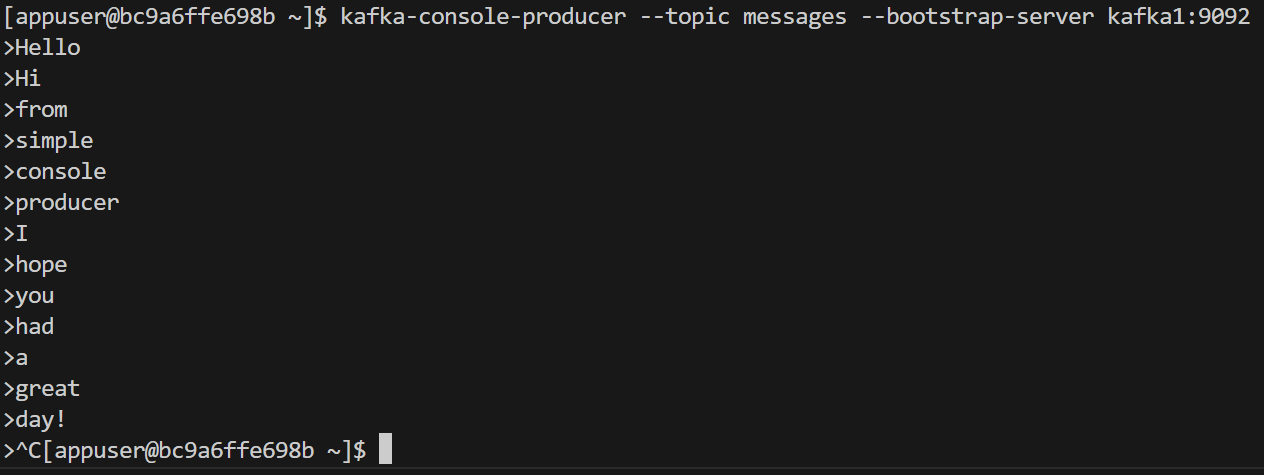 [appuser@bc9a6ffe698b ~]$ kafka-console-producer --topic messages --bootstrap-server kafka1:9092
>Hello
>Hi
>from
>simple
>console
>producer
>I
>hope
>you
>had
>a
>great
>day!
>^C[appuser@bc9a6ffe698b ~]$